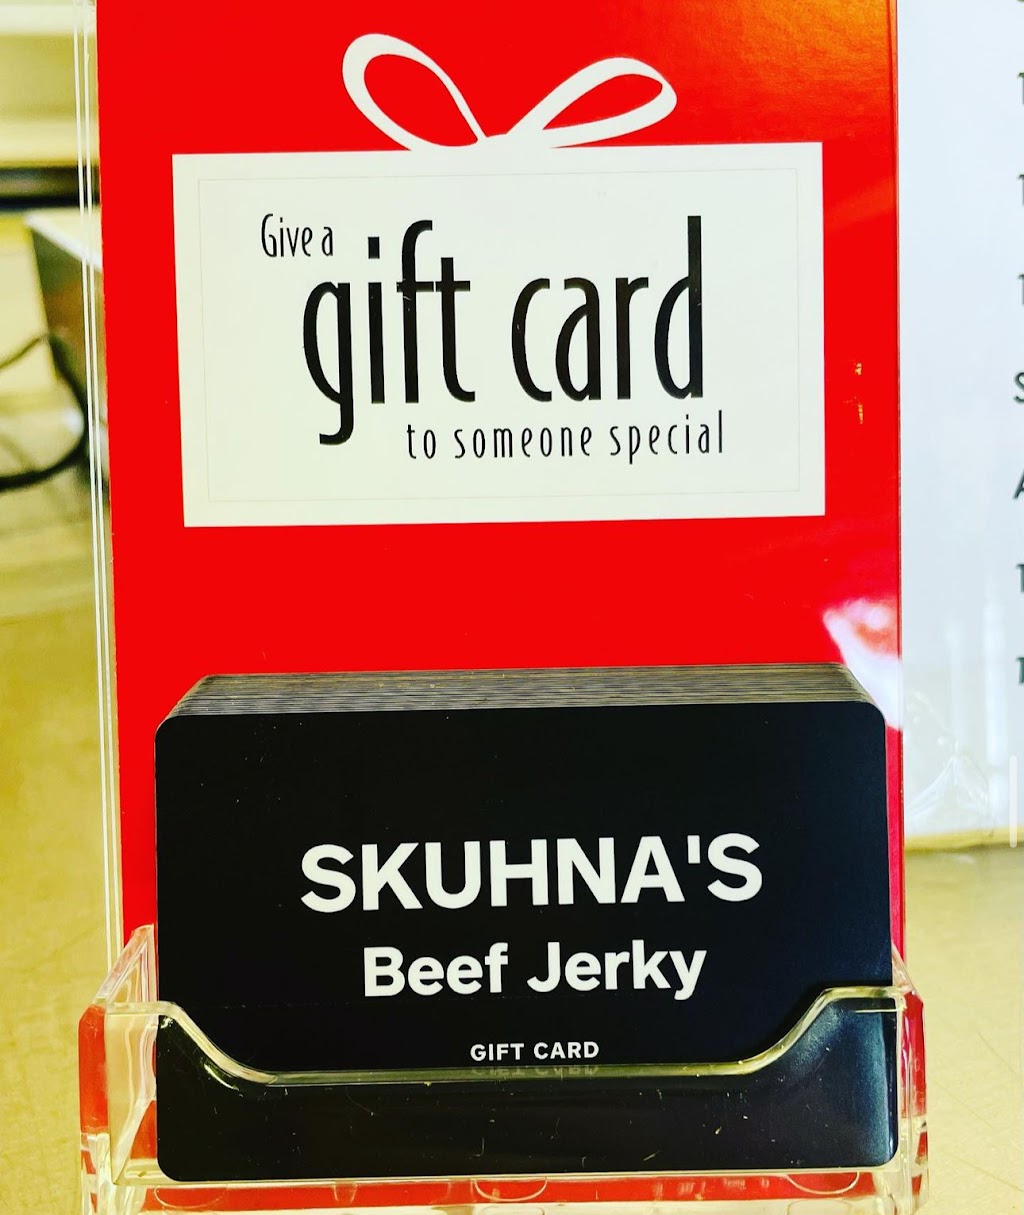 Give a
gift card
to someone special
SKUHNA'S
Beef Jerky
GIFT CARD